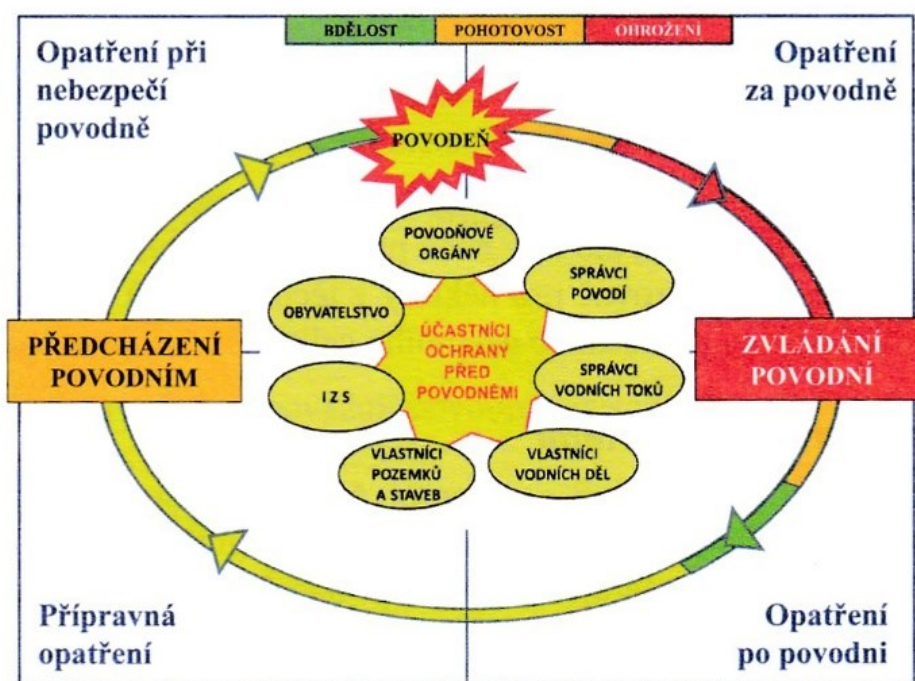 BDĚLOST
POHOTOVOST
OHROŽENÍ
Opatření při
nebezpečí
povodně
Opatření
za povodně
POVODEŇ
POVODŇOVÉ
ORGÁNY
SPRÁVCI
POVODÍ
OBYVATELSTVO
ÚČASTNÍCI
OCHRANY
PŘED
POVODNĚMI
PŘEDCHÁZENÍ
POVODNÍM
ZVLÁDÁNÍ
POVODNÍ
SPRÁVCI
VODNÍCH TOKŮ
I Z S
VLASTNÍCI
POZEMKŮ
A STAVEB
VLASTNÍCI
VODNÍCH DĚL
Přípravná
opatření
Opatření
po povodni